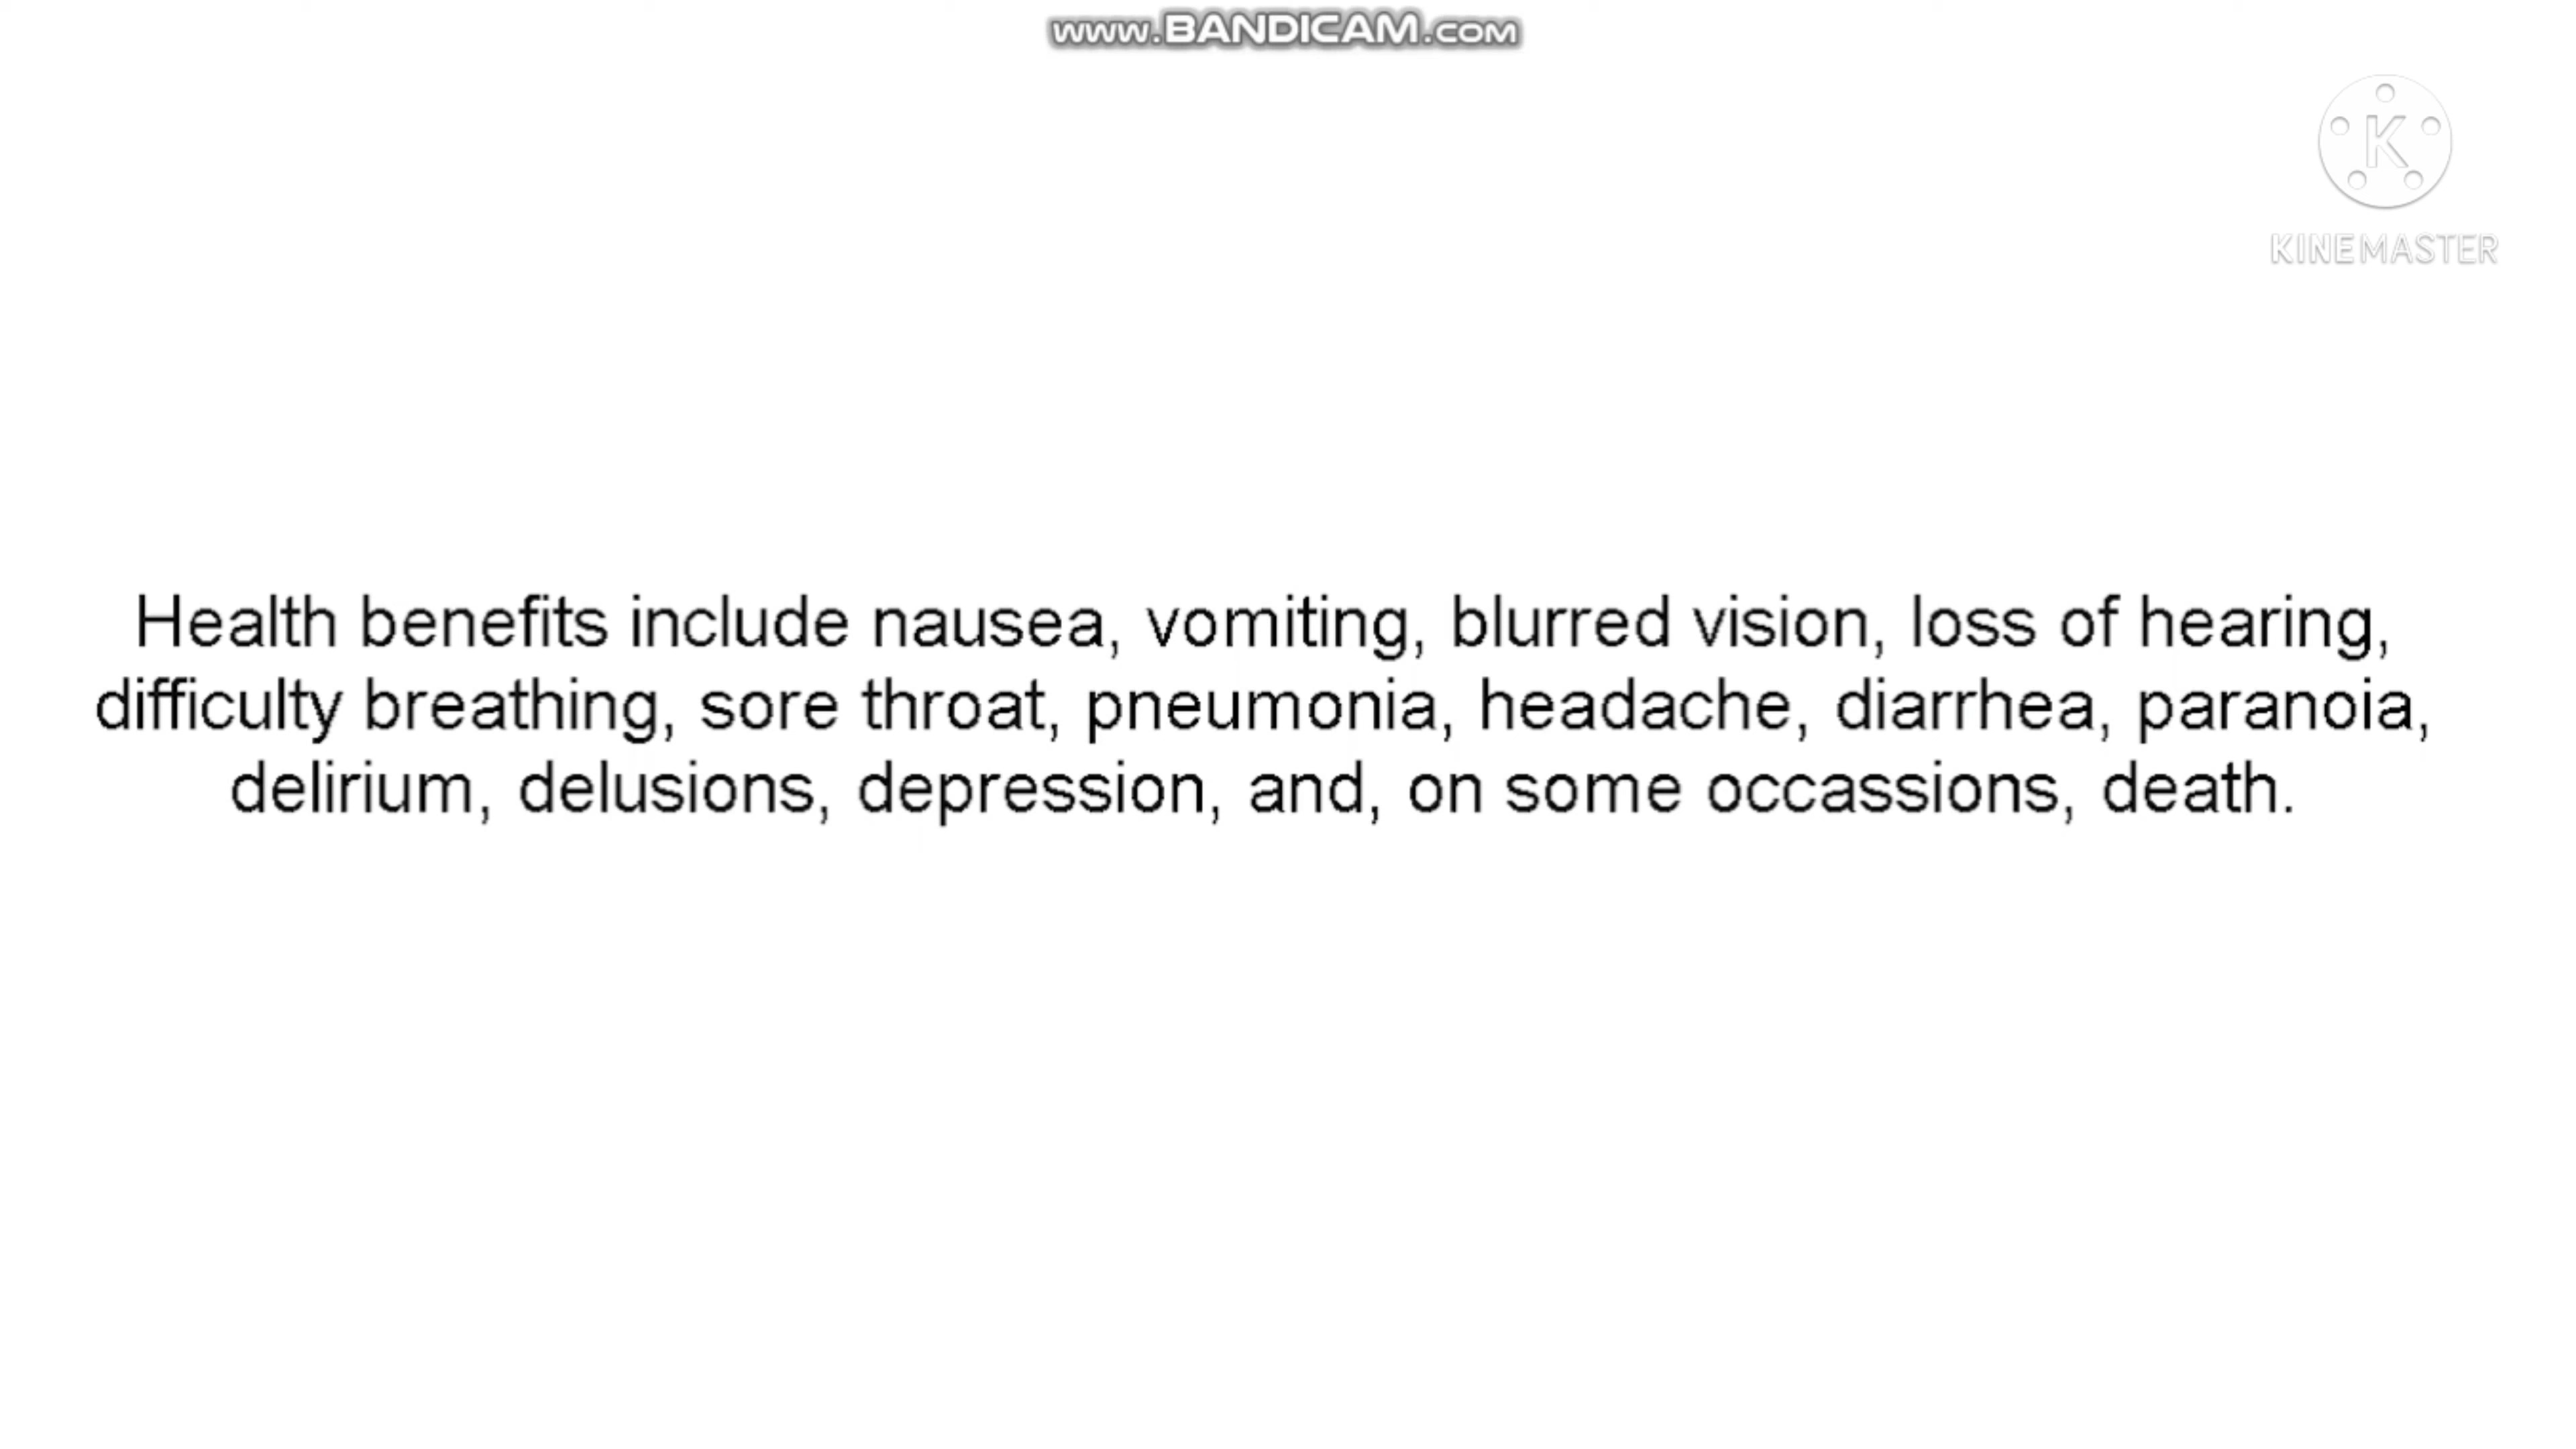 www.BANDICAM.com
K
KINEMASTER
Health benefits include nausea, vomiting, blurred vision, loss of hearing,
difficulty breathing, sore throat, pneumonia, headache, diarrhea, paranoia,
delirium, delusions, depression, and, on some occassions, death.